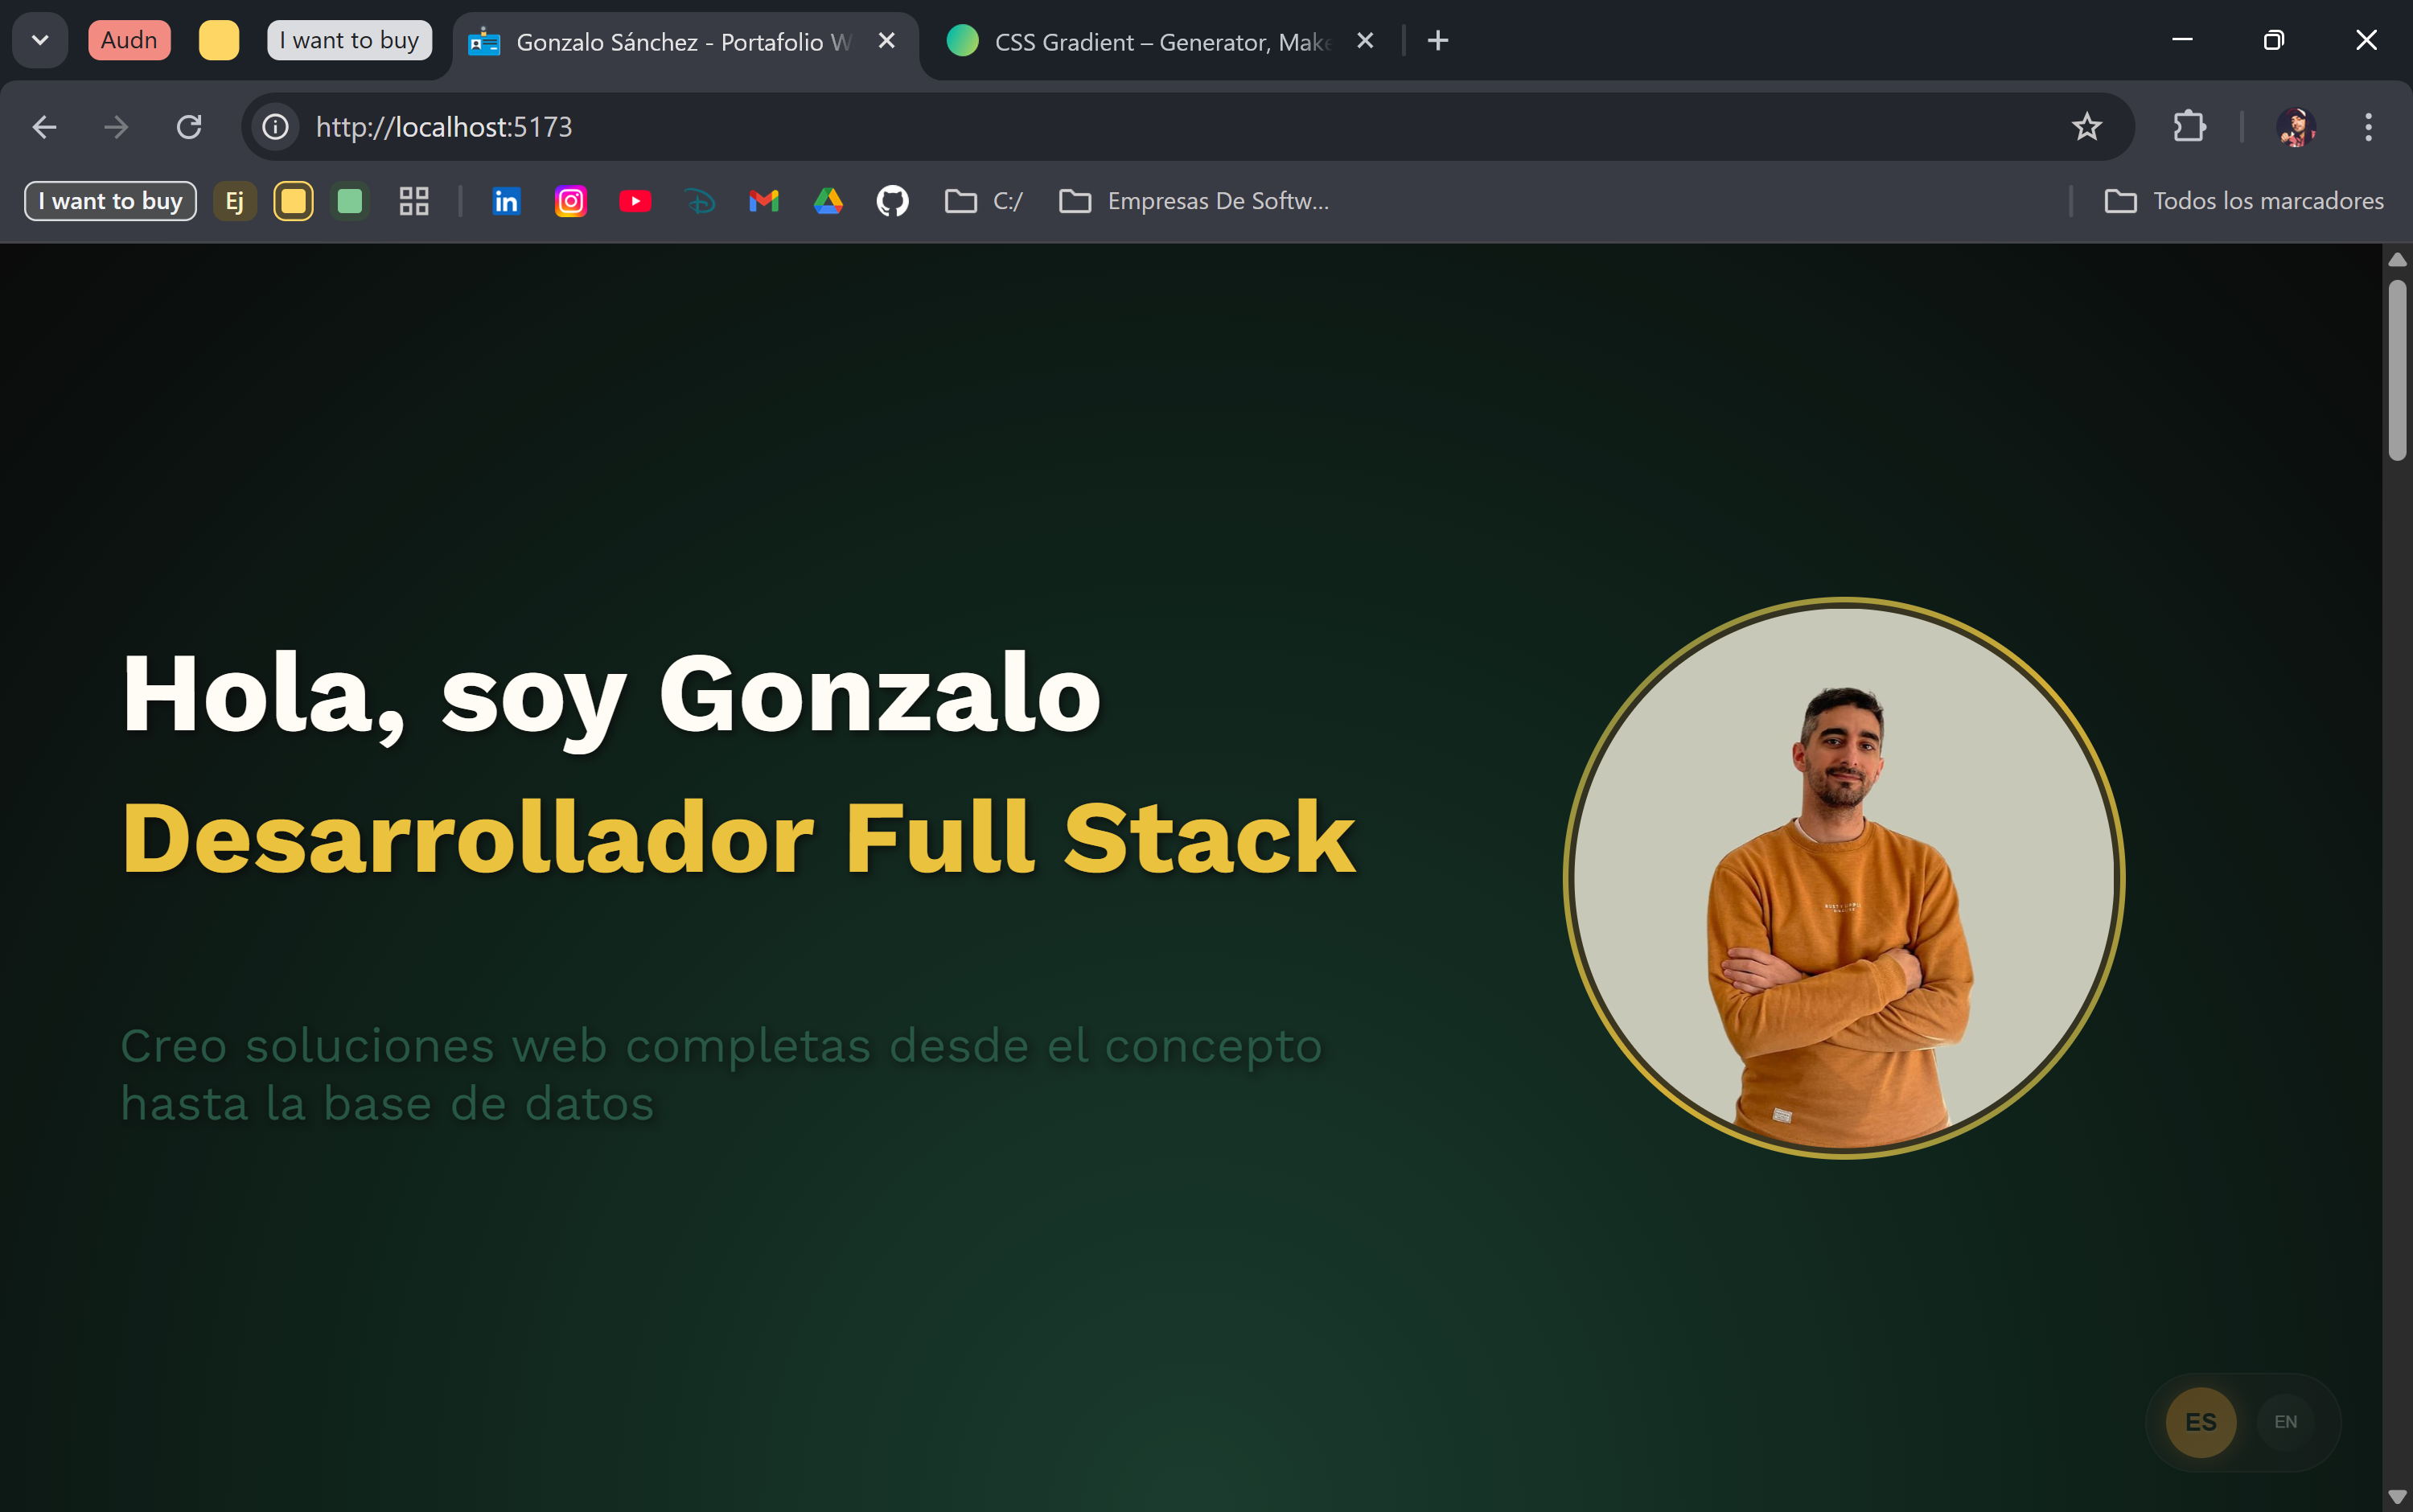 Audn
I want to buy
Gonzalo Sánchez - Portafolio W
CSS Gradient – Generator, Make
http://localhost:5173
I want to buy
Ej
C:/
Empresas De Softw...
Todos los marcadores
Hola, soy Gonzalo
Desarrollador Full Stack
Creo soluciones web completas desde el concepto
hasta la base de datos
ES
EN